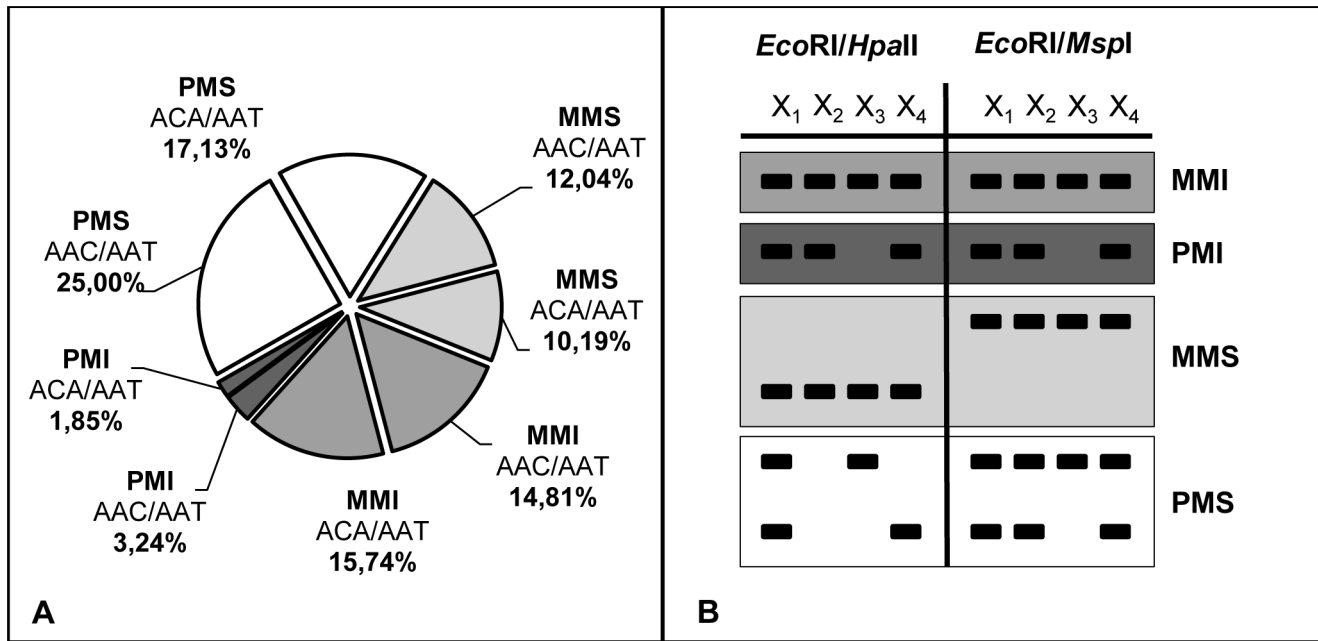 PMS
ACA/AAT
17,13%
MMS
AAC/AAT
12,04%
PMS
AAC/AAT
25,00%
MMS
ACA/AAT
10,19%
PMI
ACA/AAT
1,85%
MMI
AAC/AAT
14,81%
PMI
AAC/AAT
3,24%
MMI
ACA/AAT
15,74%
A
EcoRI/HpaII EcoRI/MspI
X₁ X₂ X₃ X₄ X₁ X₂ X₃ X₄
MMI
PMI
MMS
PMS
B